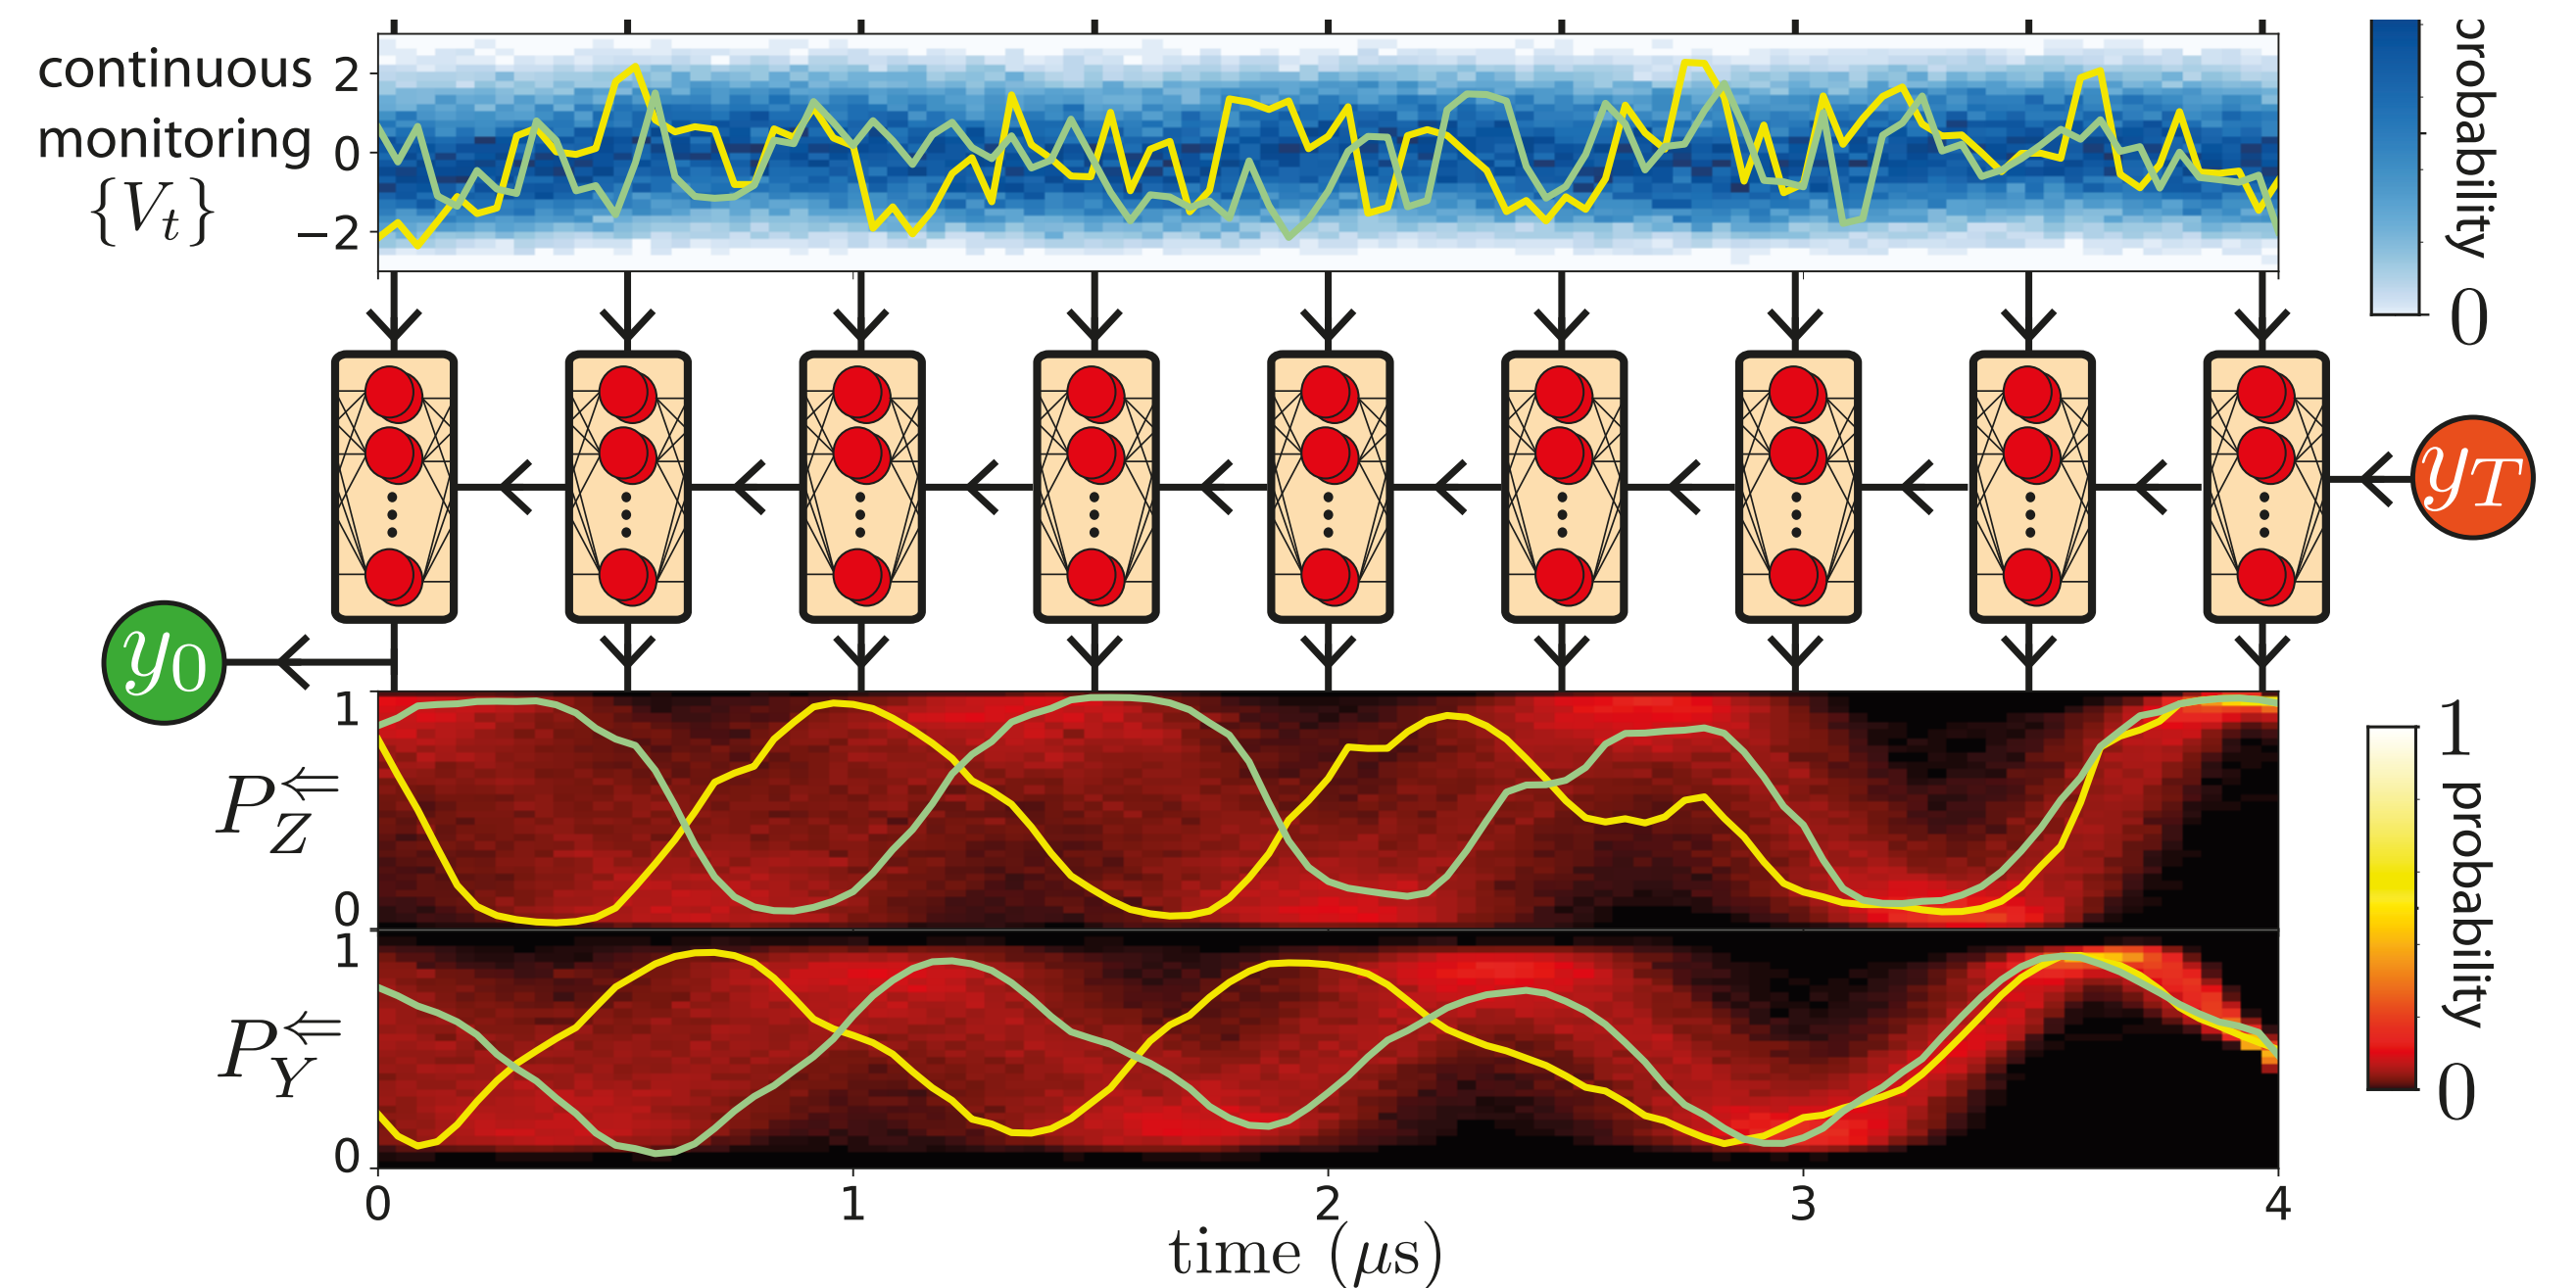 continuous
monitoring
{V_t}
2
0
−2
probability
0
y_T
y_0
1
0
P_Z^⇐
1
0
P_Y^⇐
1
probability
0
0 1 2 3 4
time (μs)